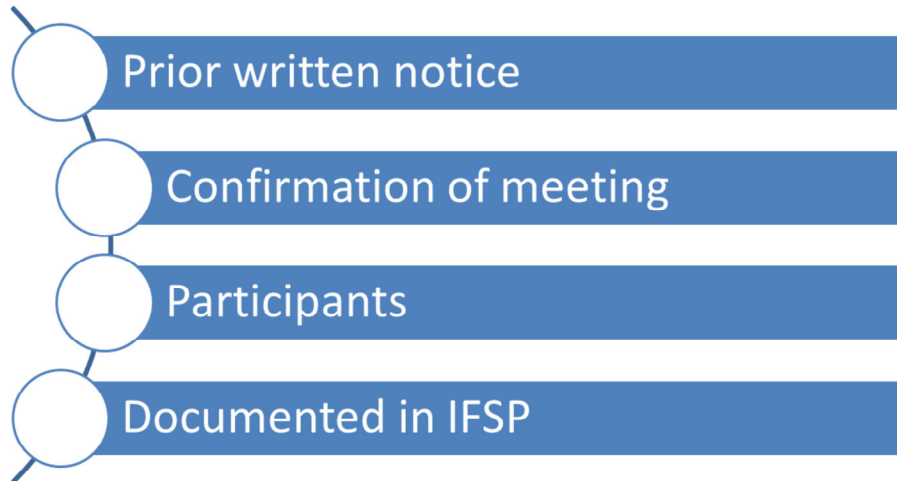 Prior written notice
Confirmation of meeting
Participants
Documented in IFSP